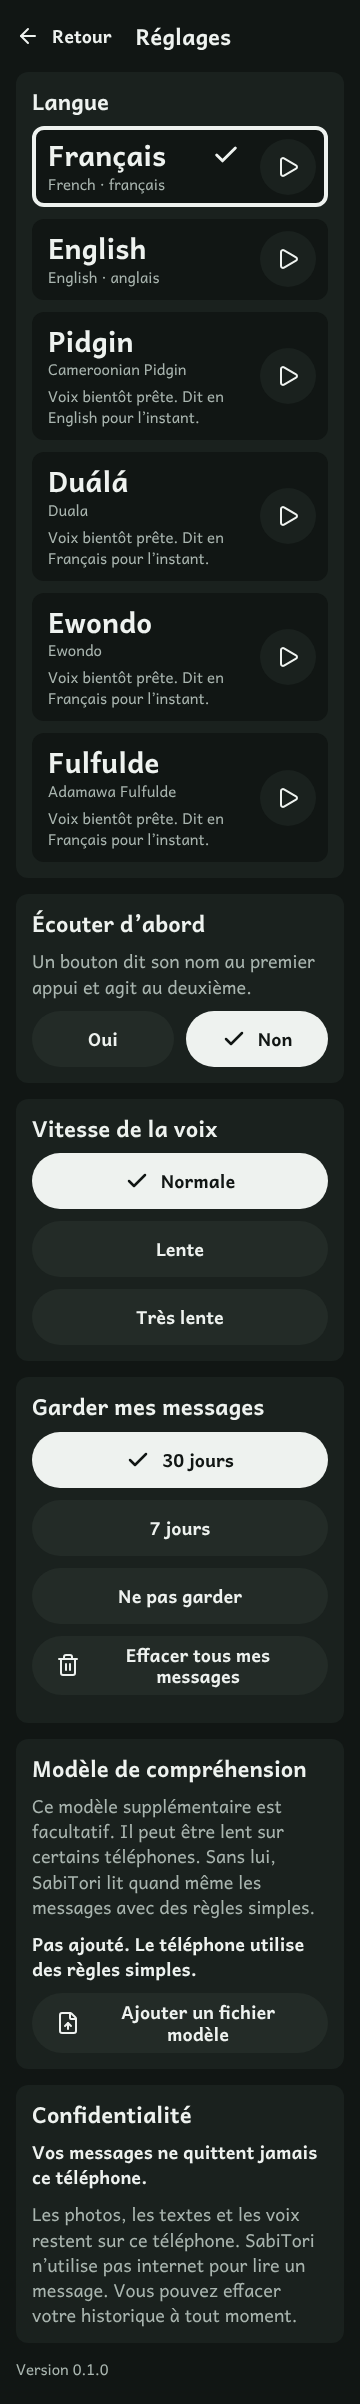 Retour Réglages
Langue
Français
French · français
English
English · anglais
Pidgin
Cameroonian Pidgin
Voix bientôt prête. Dit en
English pour l’instant.
Duálá
Duala
Voix bientôt prête. Dit en
Français pour l’instant.
Ewondo
Ewondo
Voix bientôt prête. Dit en
Français pour l’instant.
Fulfulde
Adamawa Fulfulde
Voix bientôt prête. Dit en
Français pour l’instant.
Écouter d’abord
Un bouton dit son nom au premier
appui et agit au deuxième.
Oui Non
Vitesse de la voix
Normale
Lente
Très lente
Garder mes messages
30 jours
7 jours
Ne pas garder
Effacer tous mes
messages
Modèle de compréhension
Ce modèle supplémentaire est
facultatif. Il peut être lent sur
certains téléphones. Sans lui,
SabiTori lit quand même les
messages avec des règles simples.
Pas ajouté. Le téléphone utilise
des règles simples.
Ajouter un fichier
modèle
Confidentialité
Vos messages ne quittent jamais
ce téléphone.
Les photos, les textes et les voix
restent sur ce téléphone. SabiTori
n’utilise pas internet pour lire un
message. Vous pouvez effacer
votre historique à tout moment.
Version 0.1.0